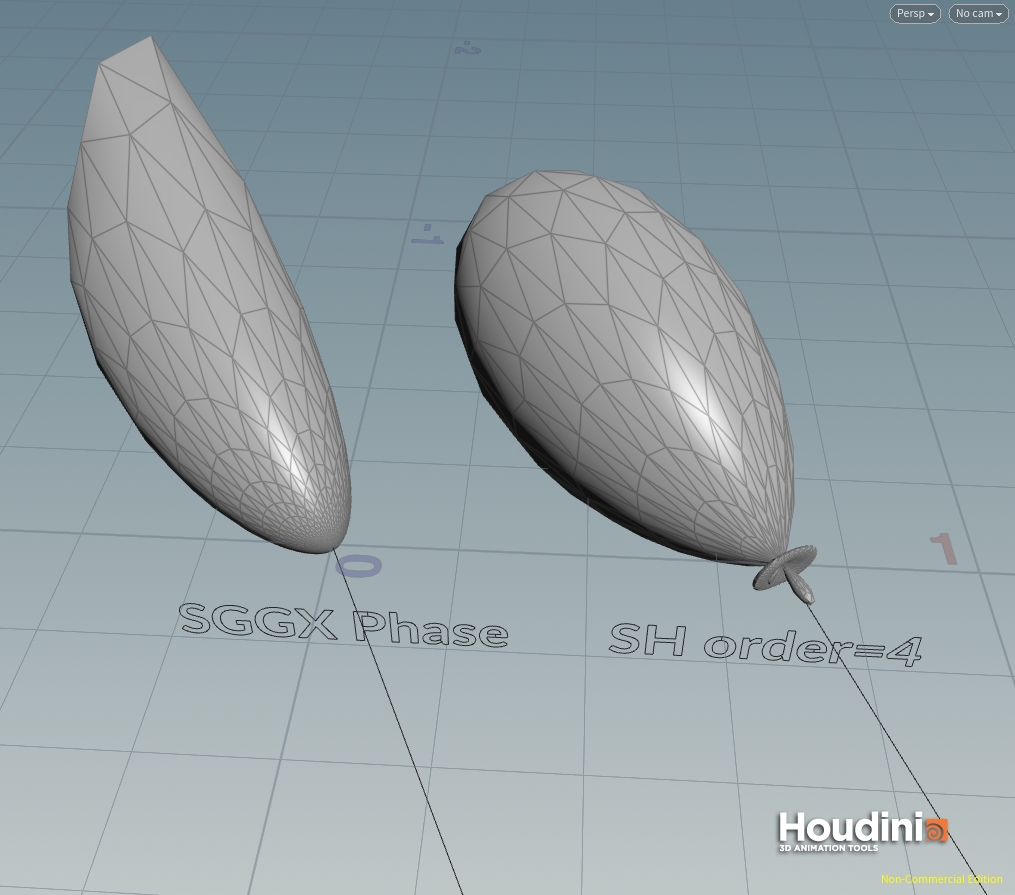 Persp No cam
-2
-1
0
1
SGGX Phase
SH order=4
Houdini
3D ANIMATION TOOLS
Non-Commercial Edition